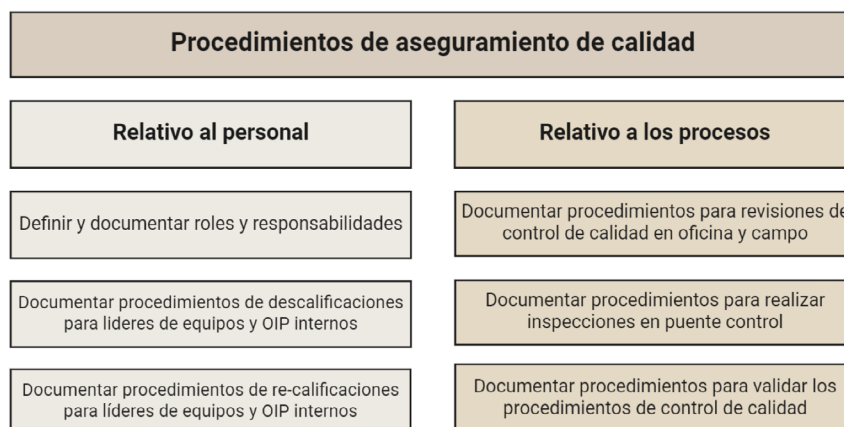 Procedimientos de aseguramiento de calidad
Relativo al personal
Definir y documentar roles y responsabilidades
Documentar procedimientos de descalificaciones
para lideres de equipos y OIP internos
Documentar procedimientos de re-calificaciones
para líderes de equipos y OIP internos
Relativo a los procesos
Documentar procedimientos para revisiones de
control de calidad en oficina y campo
Documentar procedimientos para realizar
inspecciones en puente control
Documentar procedimientos para validar los
procedimientos de control de calidad